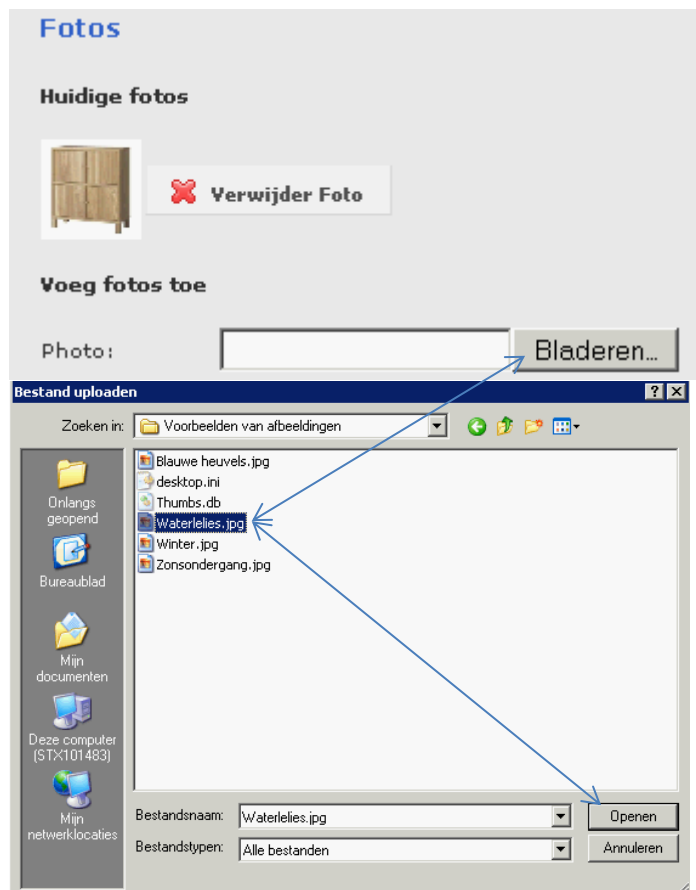 Fotos
Huidige fotos
Verwijder Foto
Voeg fotos toe
Photo:
Bladeren...
Bestand uploaden
Zoeken in:
Voorbeelden van afbeeldingen
Onlangs
geopend
Bureaublad
Mijn
documenten
Deze computer
(STX101483)
Mijn
netwerklocaties
Blauwe heuvels.jpg
desktop.ini
Thumbs.db
Waterlelies.jpg
Winter.jpg
Zonsondergang.jpg
Bestandsnaam:
Waterlelies.jpg
Openen
Bestandstypen:
Alle bestanden
Annuleren